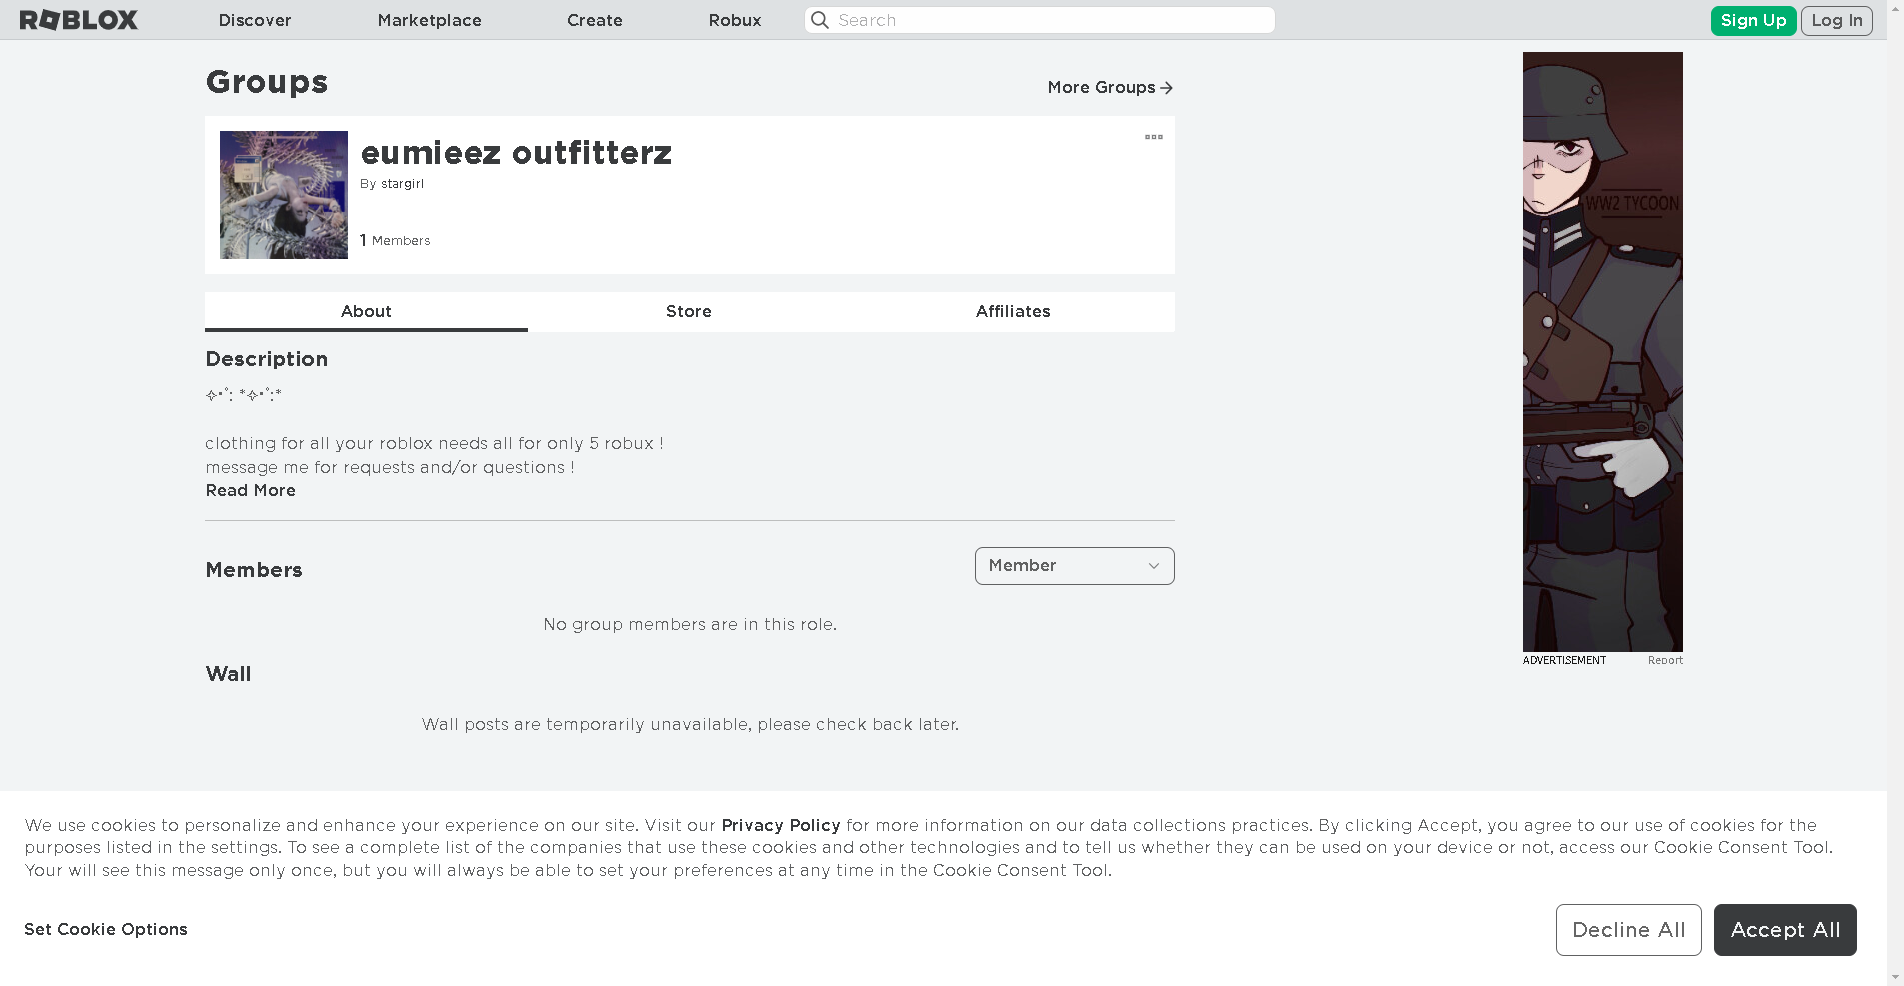 ROBLOX
Discover
Marketplace
Create
Robux
Search
Sign Up
Log In
Groups
More Groups
eumieez outfitterz
By stargirl
1 Members
WW2 TYCOON
About
Store
Affiliates
Description
✧･ﾟ: *✧･ﾟ:*
clothing for all your roblox needs all for only 5 robux !
message me for requests and/or questions !
Read More
Members
Member
No group members are in this role.
ADVERTISEMENT
Report
Wall
Wall posts are temporarily unavailable, please check back later.
We use cookies to personalize and enhance your experience on our site. Visit our Privacy Policy for more information on our data collections practices. By clicking Accept, you agree to our use of cookies for the
purposes listed in the settings. To see a complete list of the companies that use these cookies and other technologies and to tell us whether they can be used on your device or not, access our Cookie Consent Tool.
Your will see this message only once, but you will always be able to set your preferences at any time in the Cookie Consent Tool.
Set Cookie Options
Decline All
Accept All